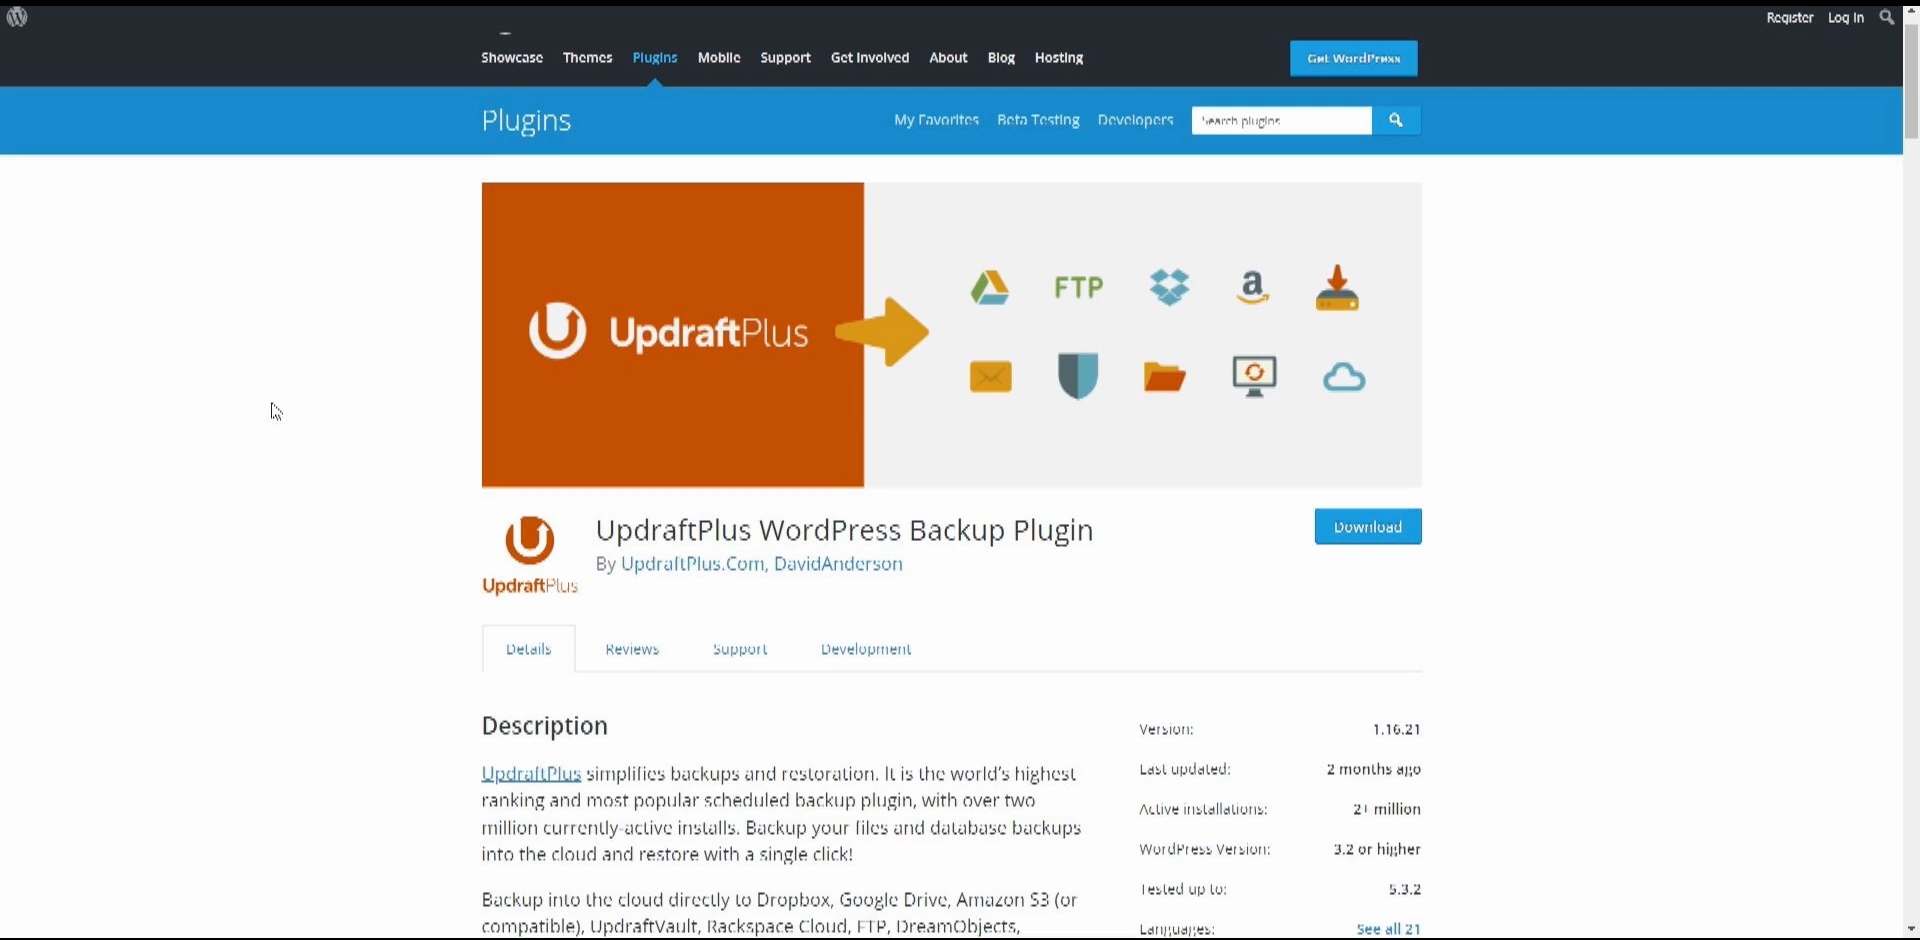 Register Log In
Showcase Themes Plugins Mobile Support Get Involved About Blog Hosting
Get WordPress
Plugins
My Favorites Beta Testing Developers
Search plugins
UpdraftPlus
FTP
a
UpdraftPlus WordPress Backup Plugin
Download
By UpdraftPlus.Com, DavidAnderson
UpdraftPlus
Details Reviews Support Development
Description
UpdraftPlus simplifies backups and restoration. It is the world's highest
ranking and most popular scheduled backup plugin, with over two
million currently-active installs. Backup your files and database backups
into the cloud and restore with a single click!
Backup into the cloud directly to Dropbox, Google Drive, Amazon S3 (or
compatible), UpdraftVault, Rackspace Cloud, FTP, DreamObjects,
Version: 1.16.21
Last updated: 2 months ago
Active installations: 2+ million
WordPress Version: 3.2 or higher
Tested up to: 5.3.2
Languages: See all 21